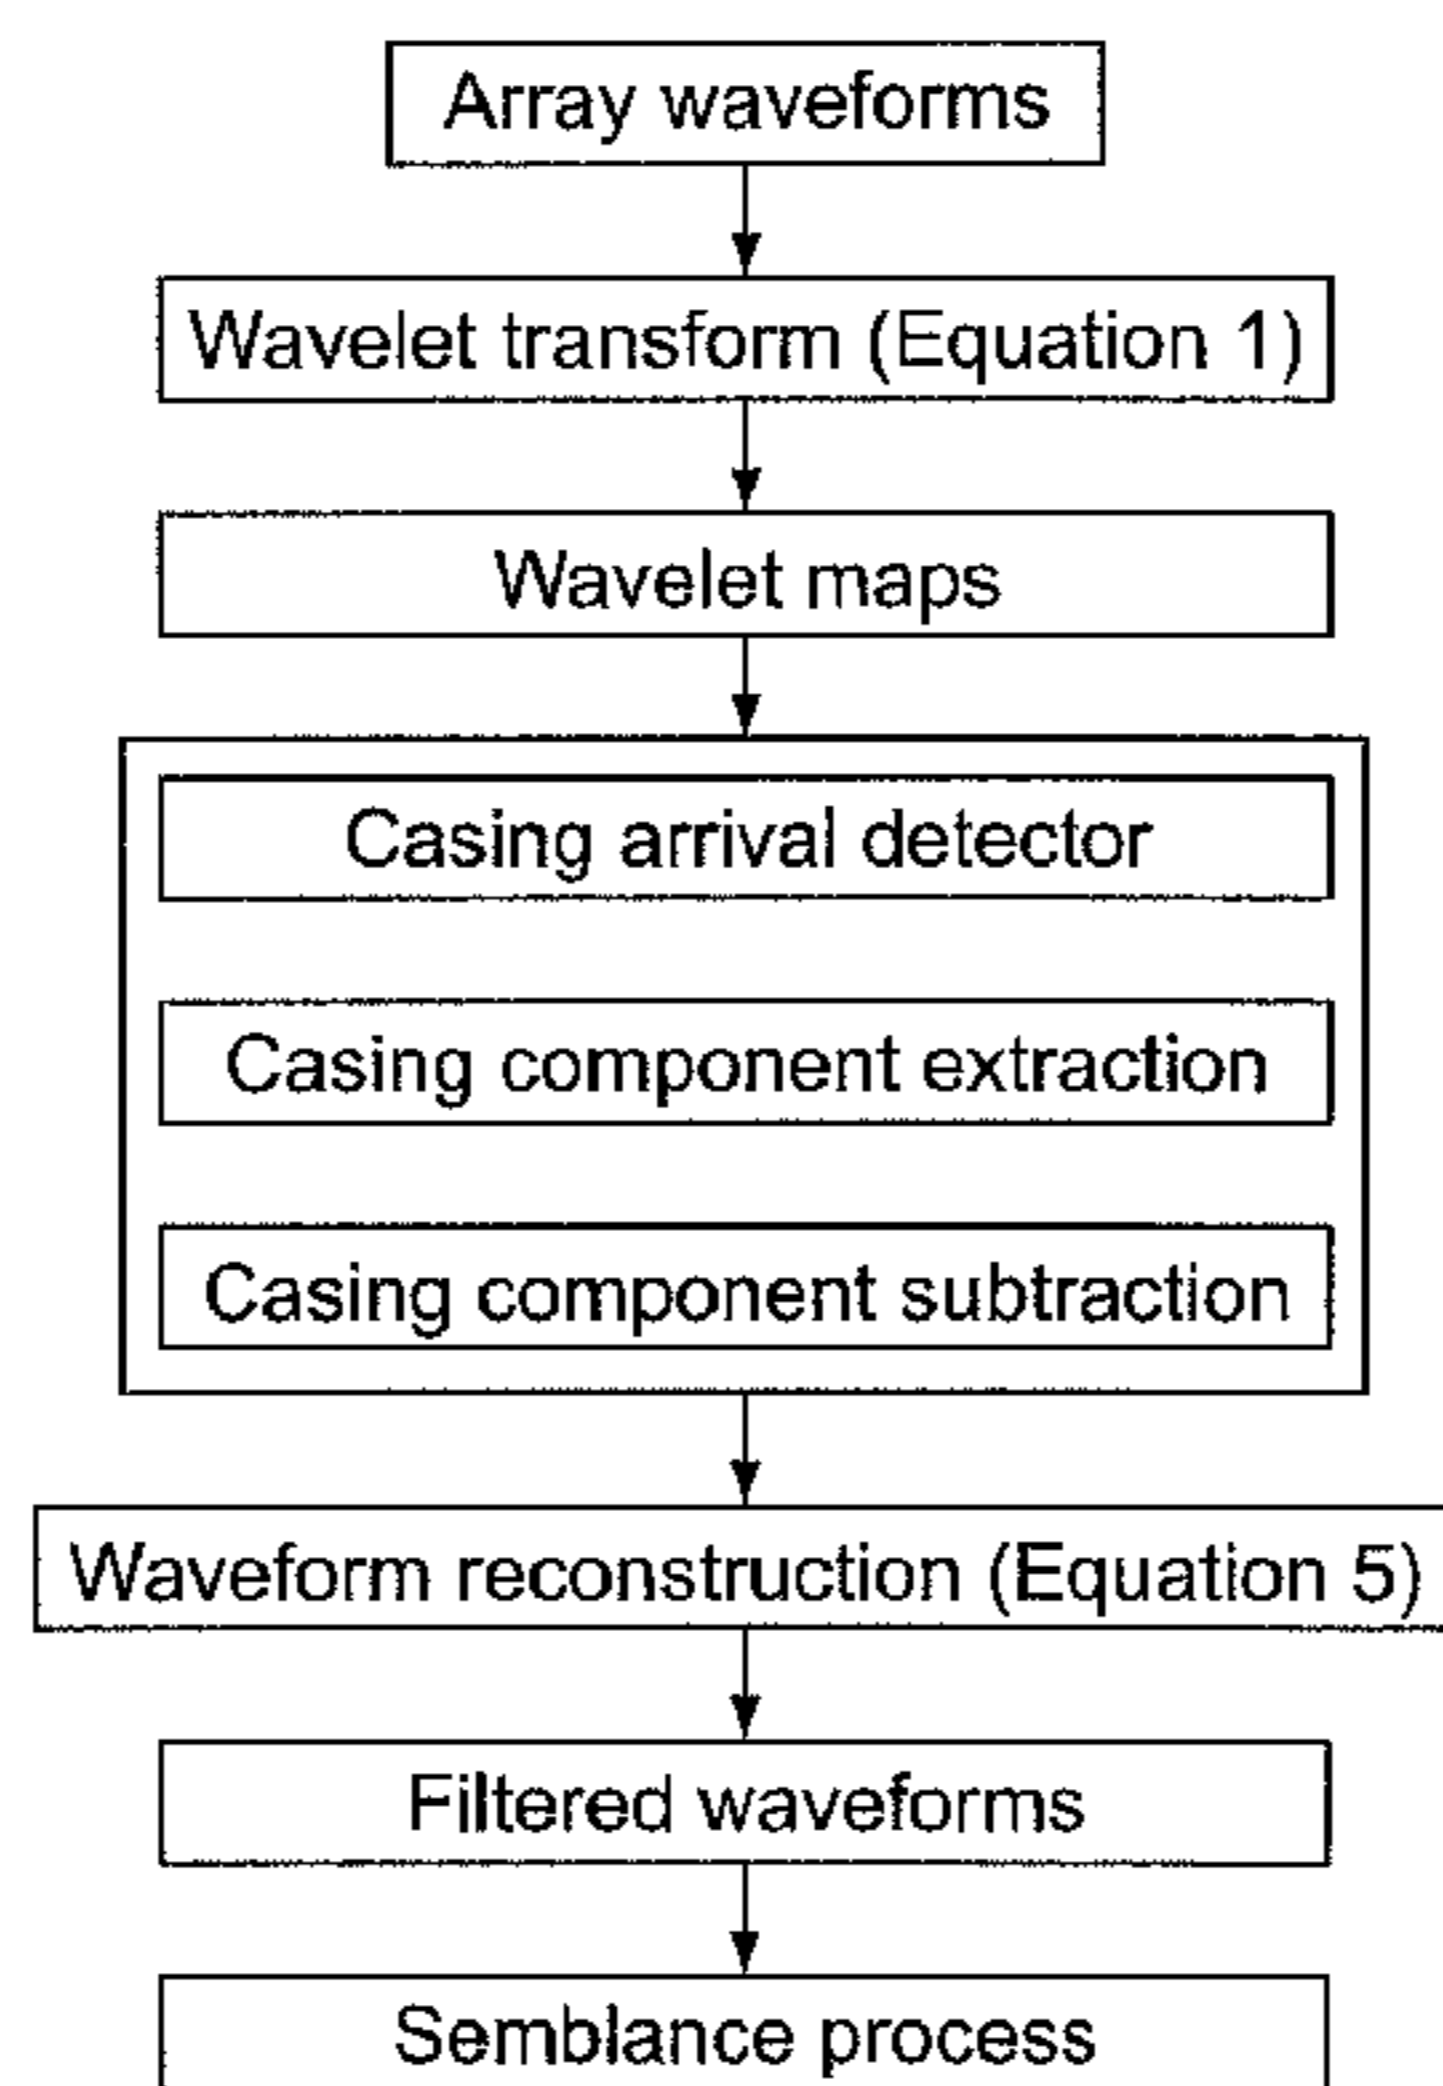 Array waveforms
Wavelet transform (Equation 1)
Wavelet maps
Casing arrival detector
Casing component extraction
Casing component subtraction
Waveform reconstruction (Equation 5)
Filtered waveforms
Semblance process